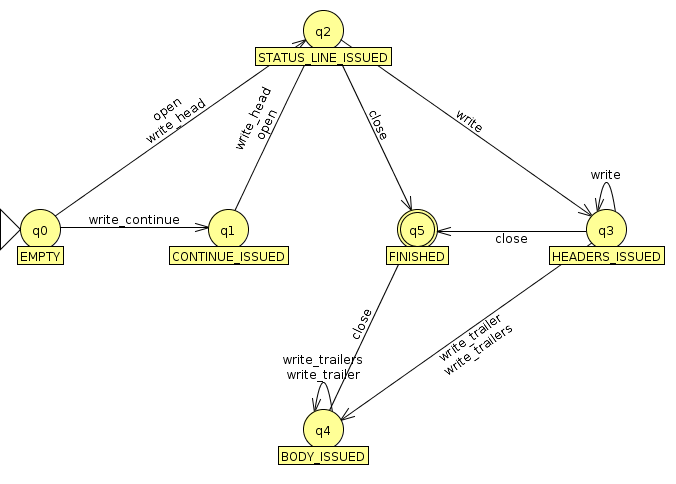 q2
STATUS_LINE_ISSUED
open
write_head
write_head
open
close
write
write
q0
EMPTY
write_continue
q1
CONTINUE_ISSUED
q5
FINISHED
close
q3
HEADERS_ISSUED
close
write_trailer
write_trailers
write_trailers
write_trailer
q4
BODY_ISSUED